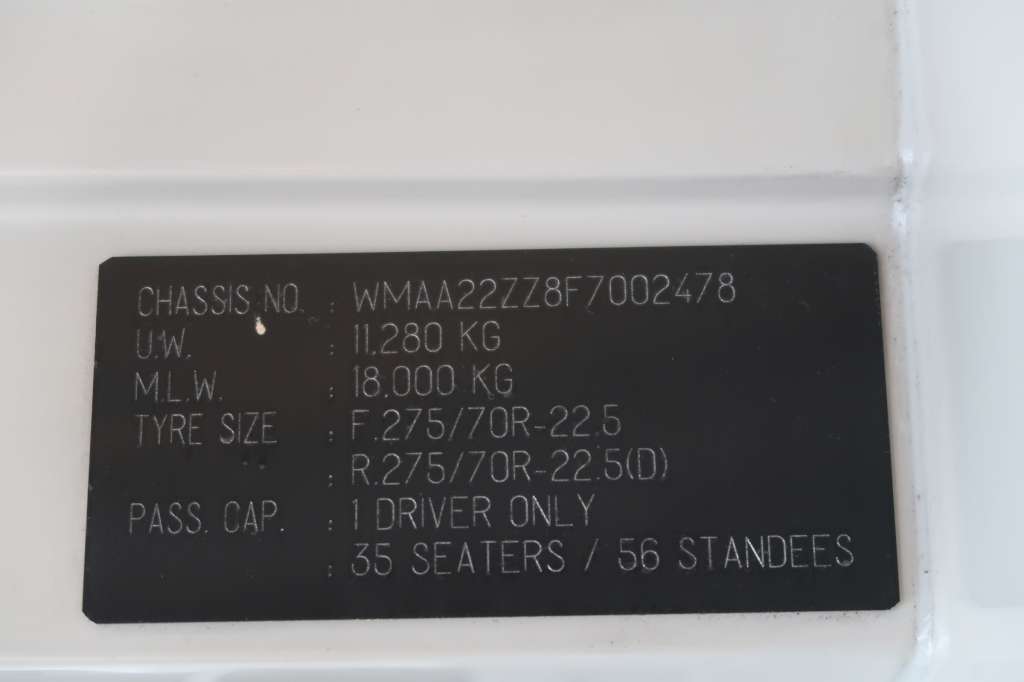 CHASSIS NO. : WMAA22ZZ8F7002478
U.W. : 11.280 KG
M.L.W. : 18.000 KG
TYRE SIZE : F.275/70R-22.5
: R.275/70R-22.5(D)
PASS. CAP. : 1 DRIVER ONLY
: 35 SEATERS / 56 STANDEES